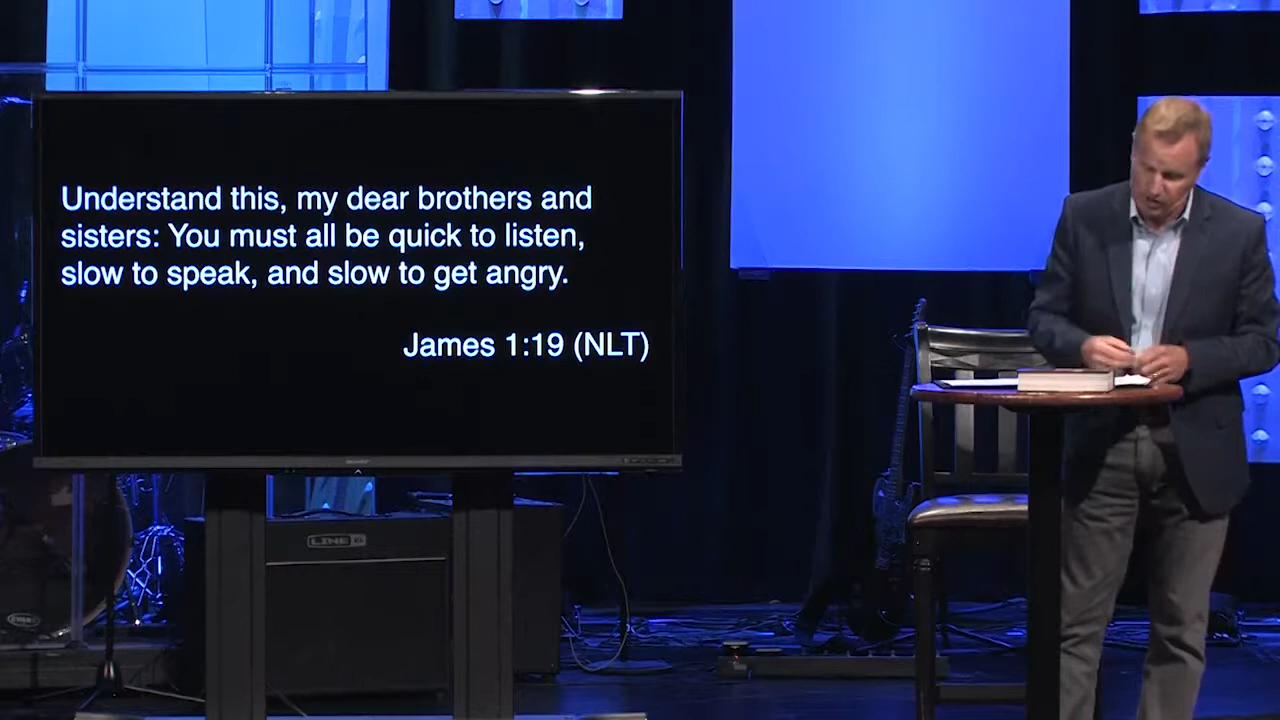 Understand this, my dear brothers and
sisters: You must all be quick to listen,
slow to speak, and slow to get angry.
James 1:19 (NLT)
LINE 6
EVANS